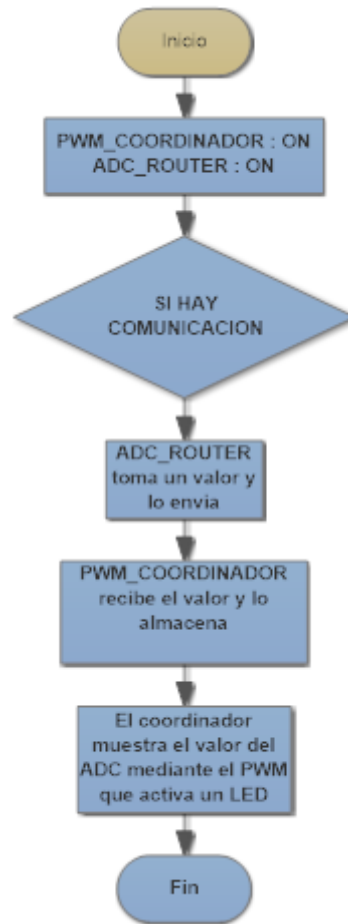 Inicio
PWM_COORDINADOR : ON
ADC_ROUTER : ON
SI HAY
COMUNICACION
ADC_ROUTER
toma un valor y
lo envia
PWM_COORDINADOR
recibe el valor y lo
almacena
El coordinador
muestra el valor del
ADC mediante el PWM
que activa un LED
Fin